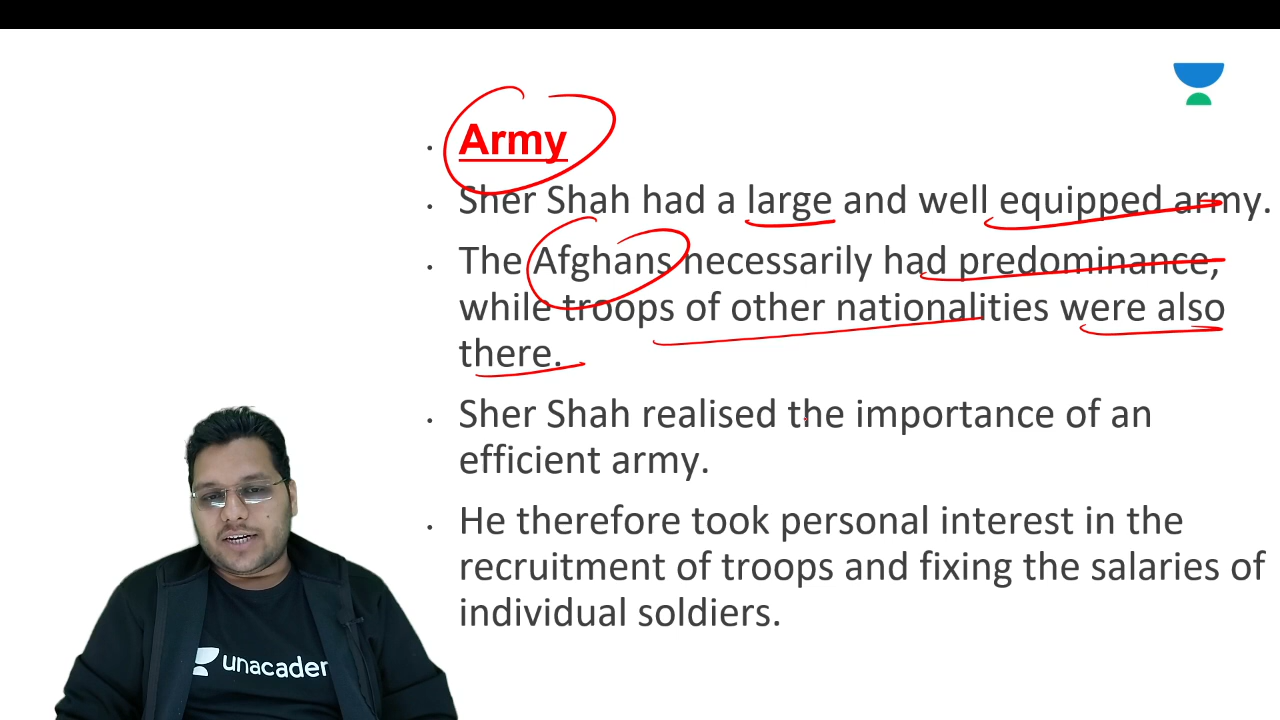 Army
Sher Shah had a large and well equipped army.
The Afghans necessarily had predominance,
while troops of other nationalities were also
there.
Sher Shah realised the importance of an
efficient army.
He therefore took personal interest in the
recruitment of troops and fixing the salaries of
individual soldiers.
unacader